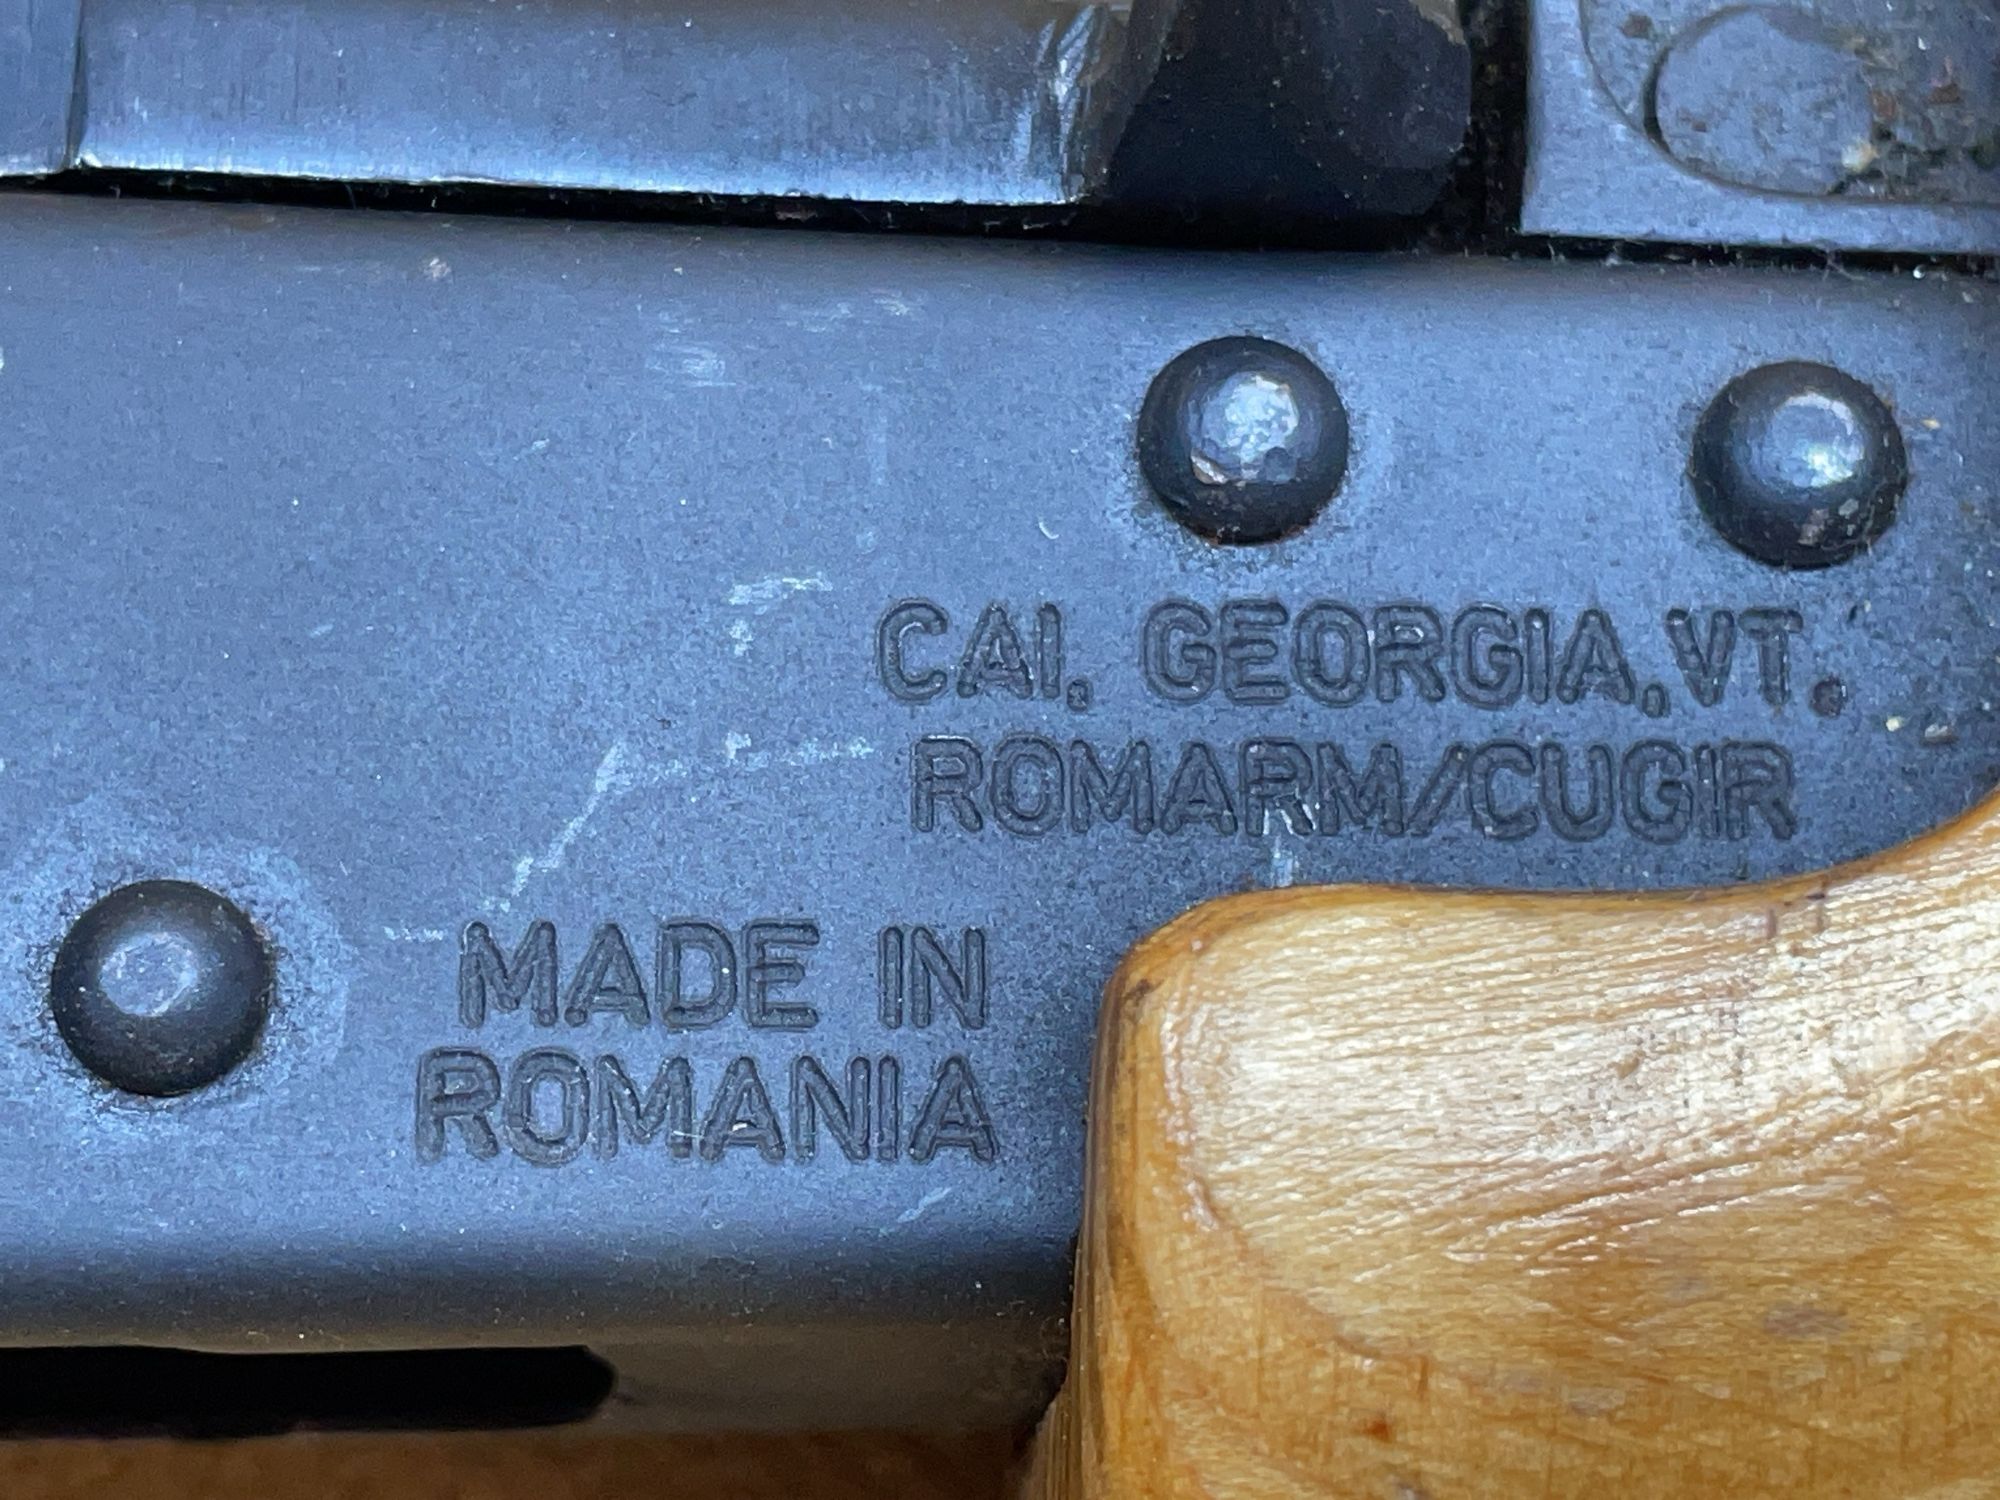 CAI. GEORGIA,VT.
ROMARM/CUGIR
MADE IN
ROMANIA